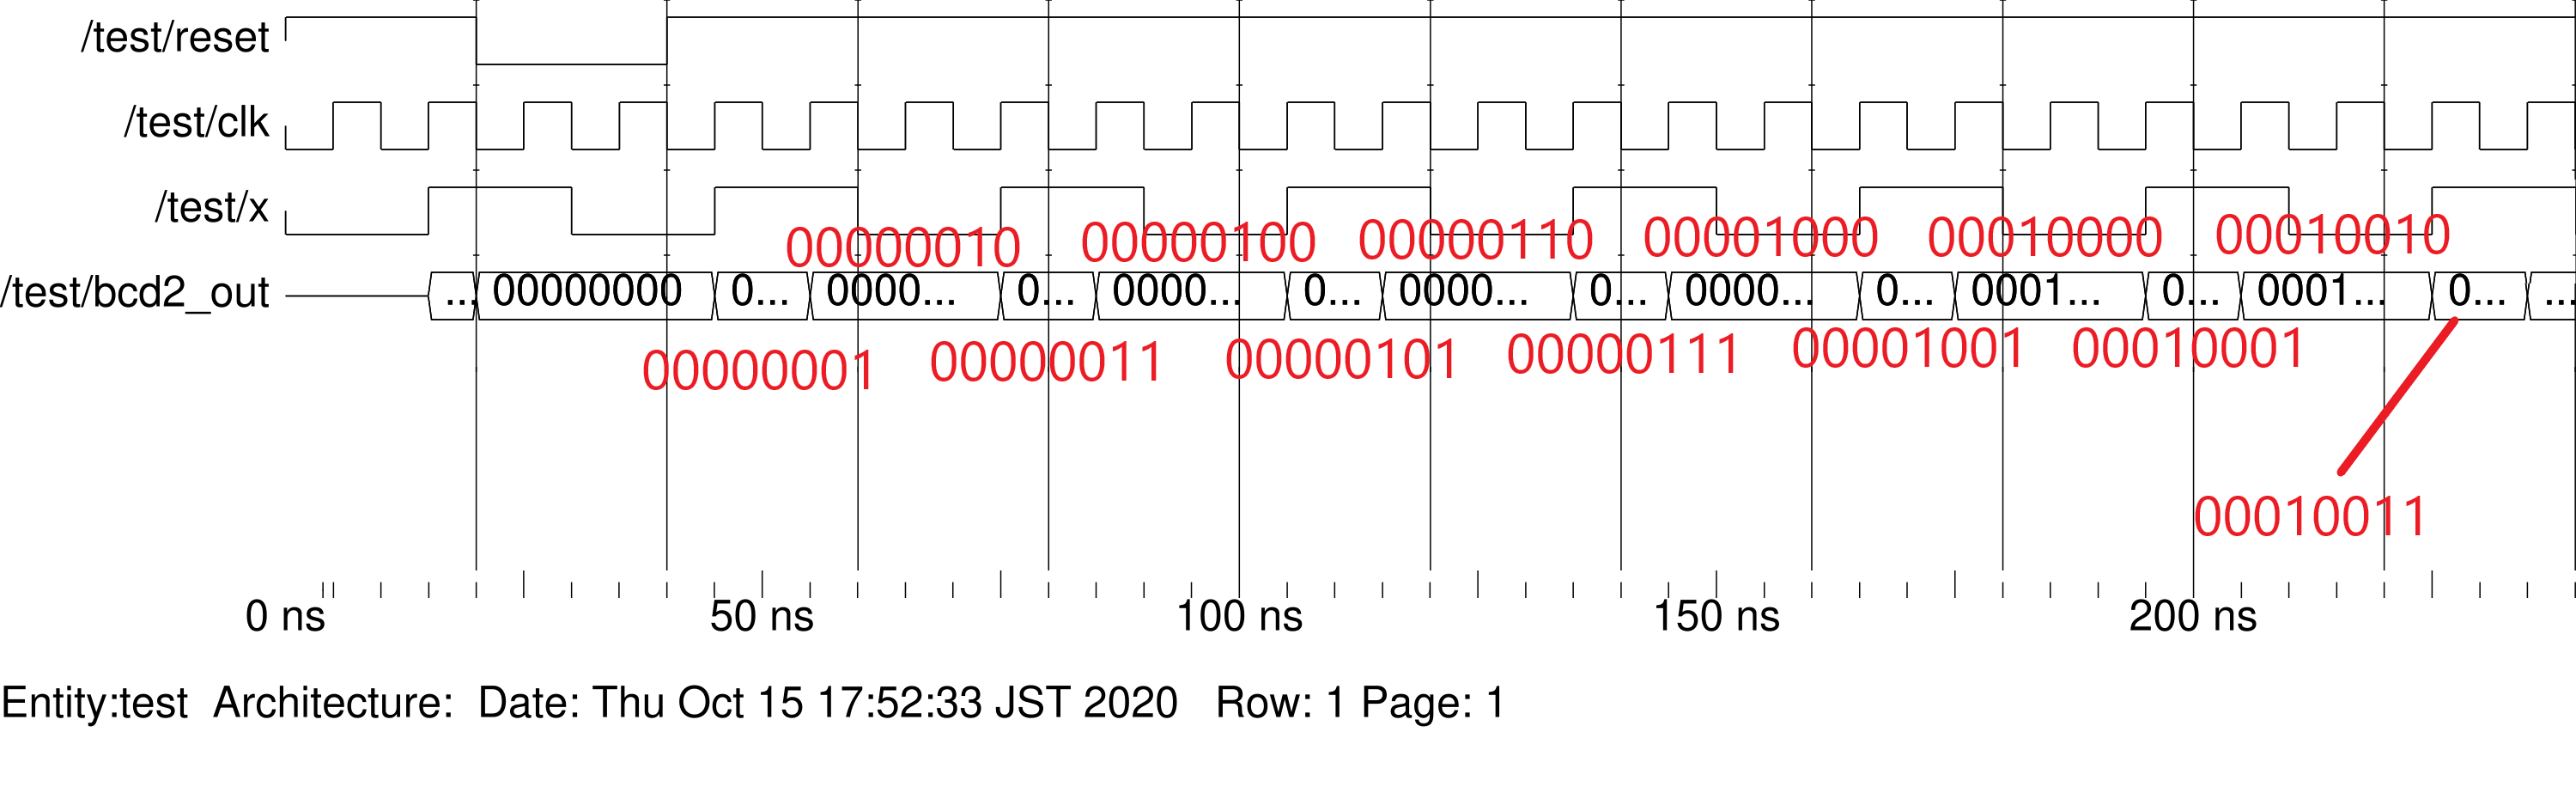 /test/reset
/test/clk
/test/x
00000010 00000100 00000110 00001000 00010000 00010010
/test/bcd2_out ... 00000000 0... 0000... 0... 0000... 0... 0000... 0... 0000... 0... 0001... 0... 0001... 0... ...
00000001 00000011 00000101 00000111 00001001 00010001
00010011
0 ns 50 ns 100 ns 150 ns 200 ns
Entity:test Architecture: Date: Thu Oct 15 17:52:33 JST 2020 Row: 1 Page: 1